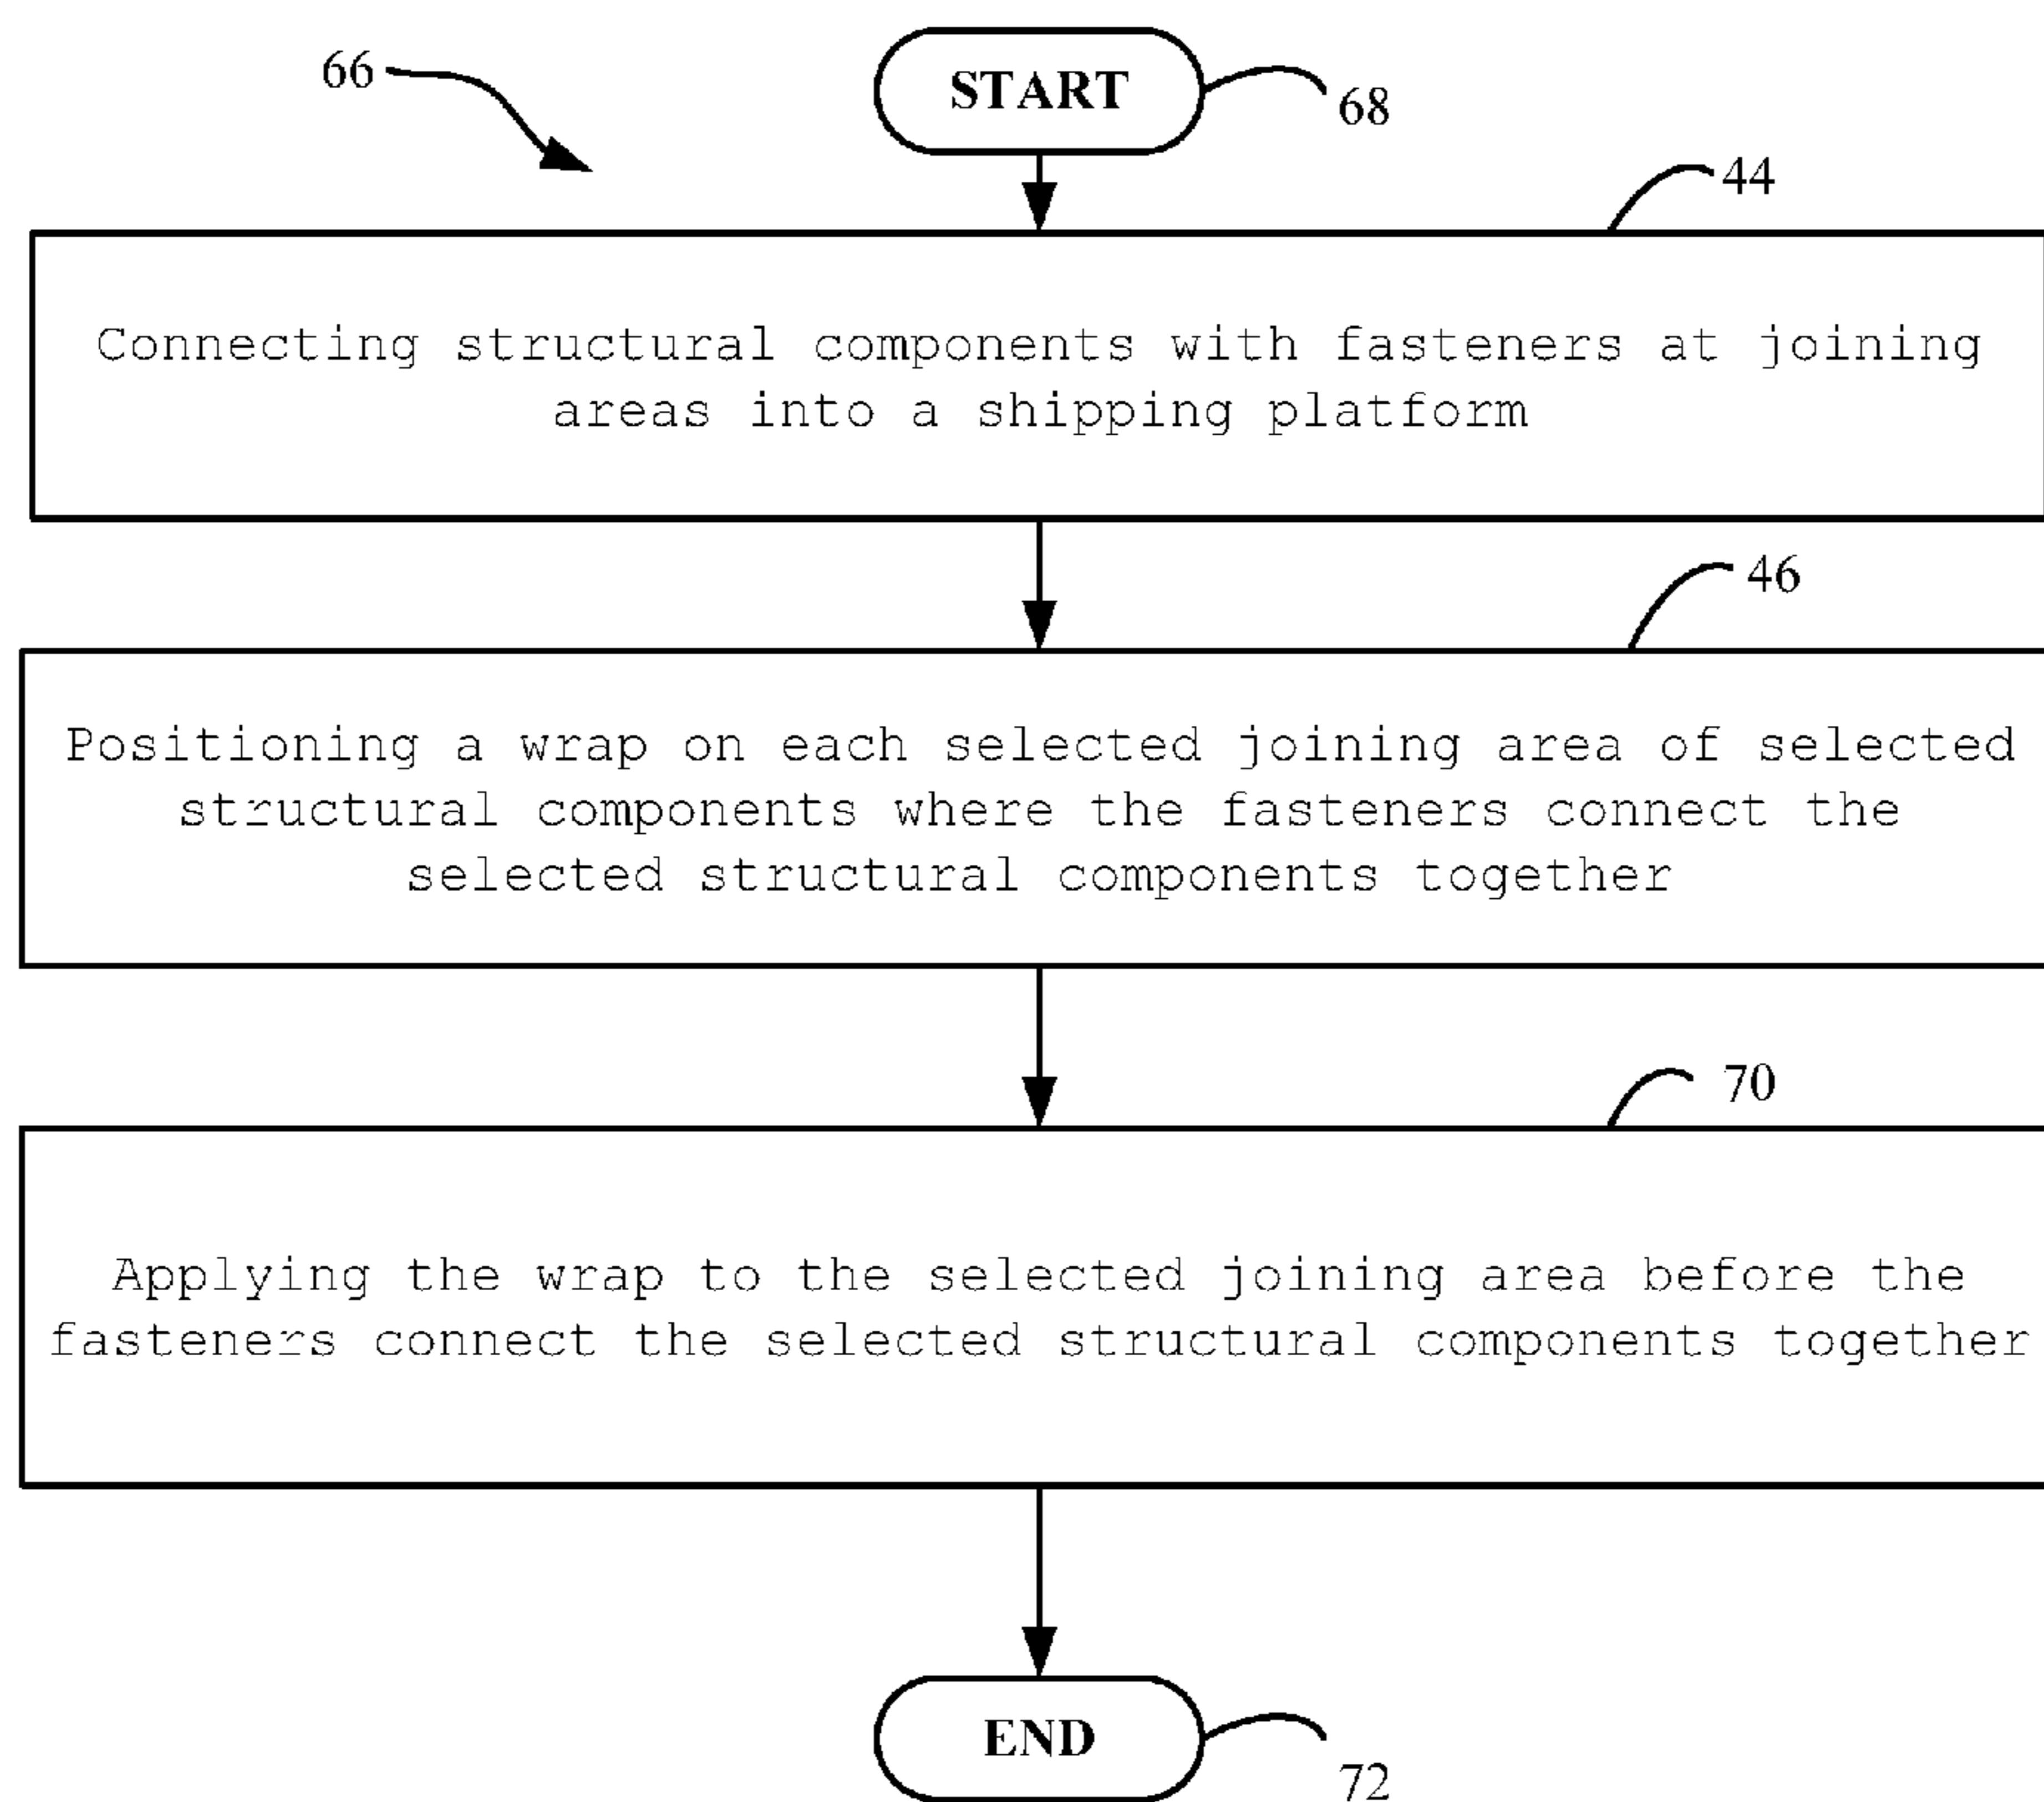 66
START
68
44
Connecting structural components with fasteners at joining
areas into a shipping platform
46
Positioning a wrap on each selected joining area of selected
structural components where the fasteners connect the
selected structural components together
70
Applying the wrap to the selected joining area before the
fasteners connect the selected structural components together
END
72